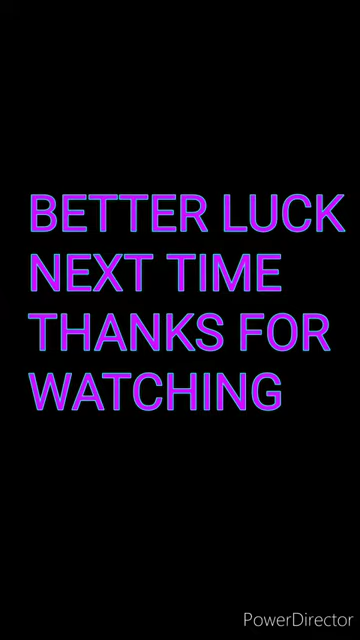 BETTER LUCK
NEXT TIME
THANKS FOR
WATCHING
PowerDirector